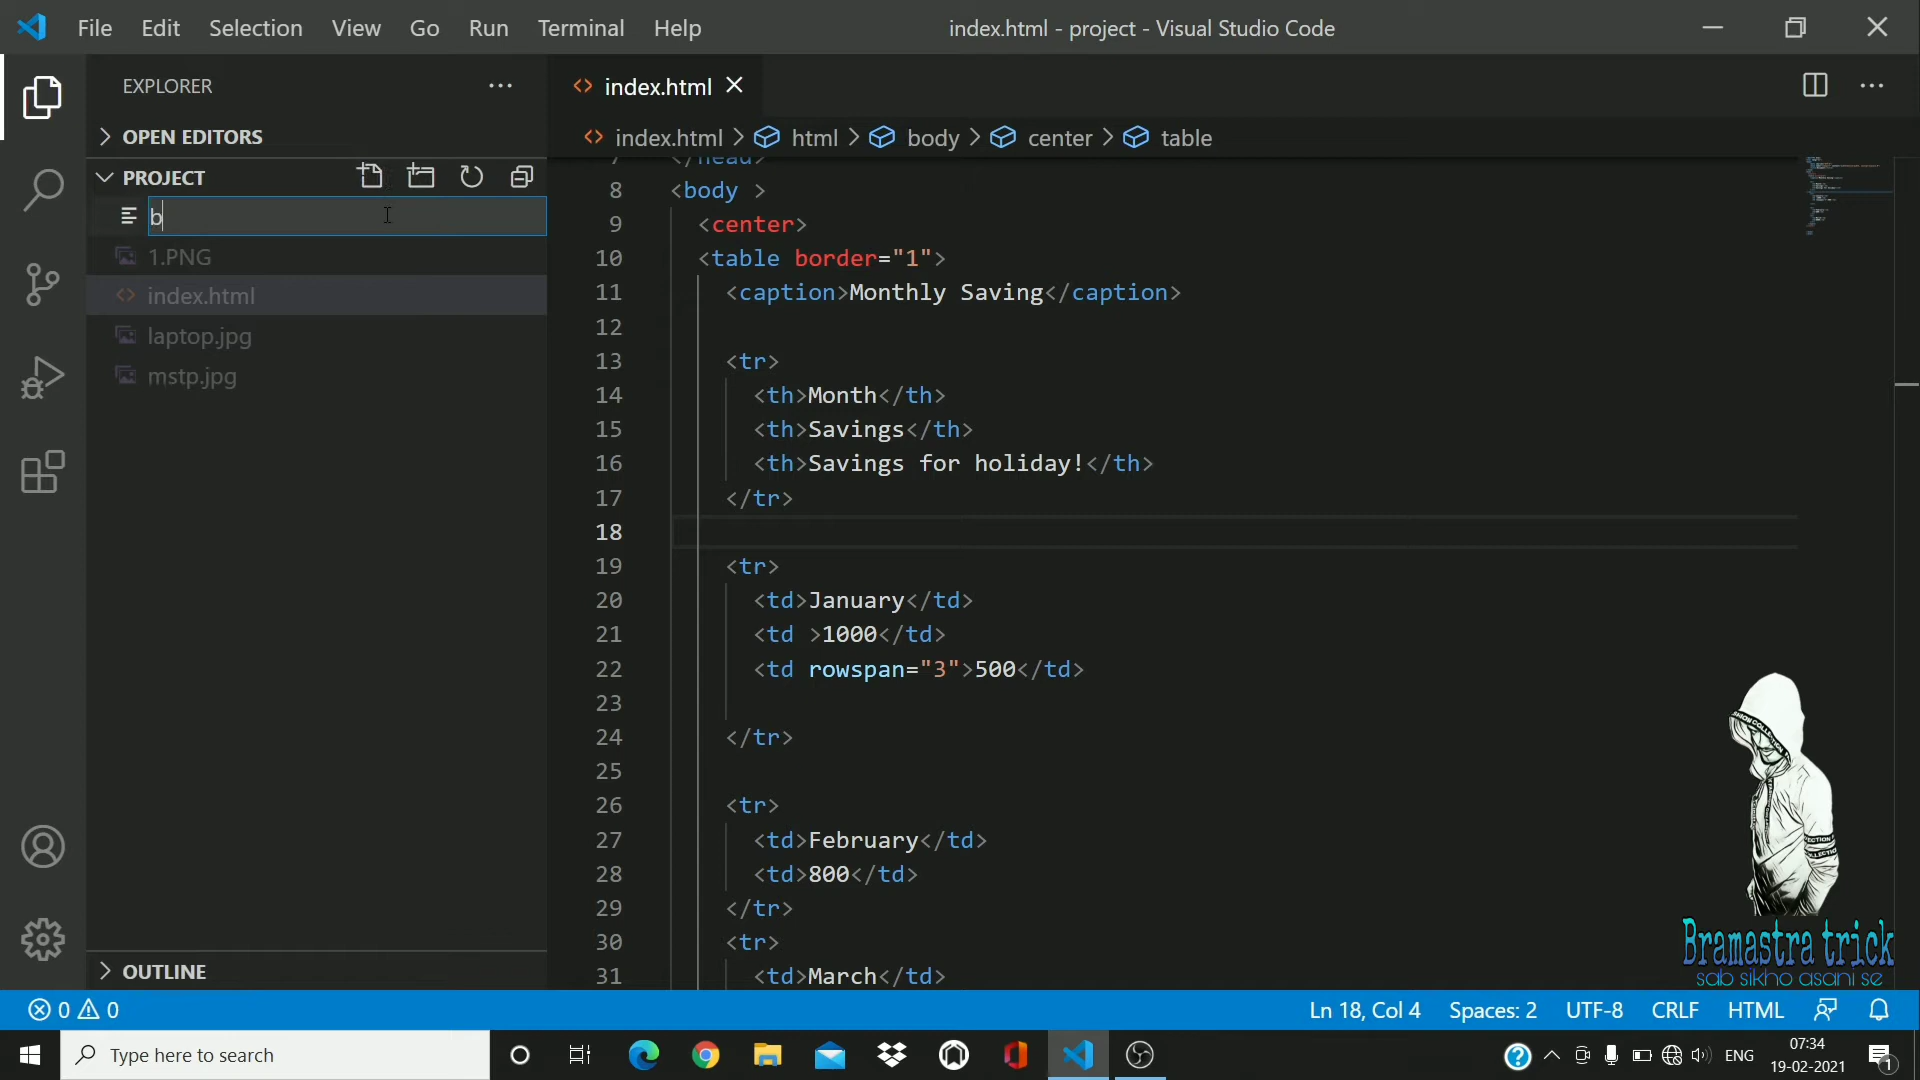 File Edit Selection View Go Run Terminal Help
index.html - project - Visual Studio Code
EXPLORER
OPEN EDITORS
PROJECT
b
1.PNG
index.html
laptop.jpg
mstp.jpg
OUTLINE
index.html
index.html > html > body > center > table
7 </head>
8 <body >
9 <center>
10 <table border="1">
11 <caption>Monthly Saving</caption>
12
13 <tr>
14 <th>Month</th>
15 <th>Savings</th>
16 <th>Savings for holiday!</th>
17 </tr>
18
19 <tr>
20 <td>January</td>
21 <td >1000</td>
22 <td rowspan="3">500</td>
23
24 </tr>
25
26 <tr>
27 <td>February</td>
28 <td>800</td>
29 </tr>
30 <tr>
31 <td>March</td>
Bramastra trick
sab sikho asani se
0 0
Ln 18, Col 4 Spaces: 2 UTF-8 CRLF HTML
Type here to search
ENG
07:34
19-02-2021
1